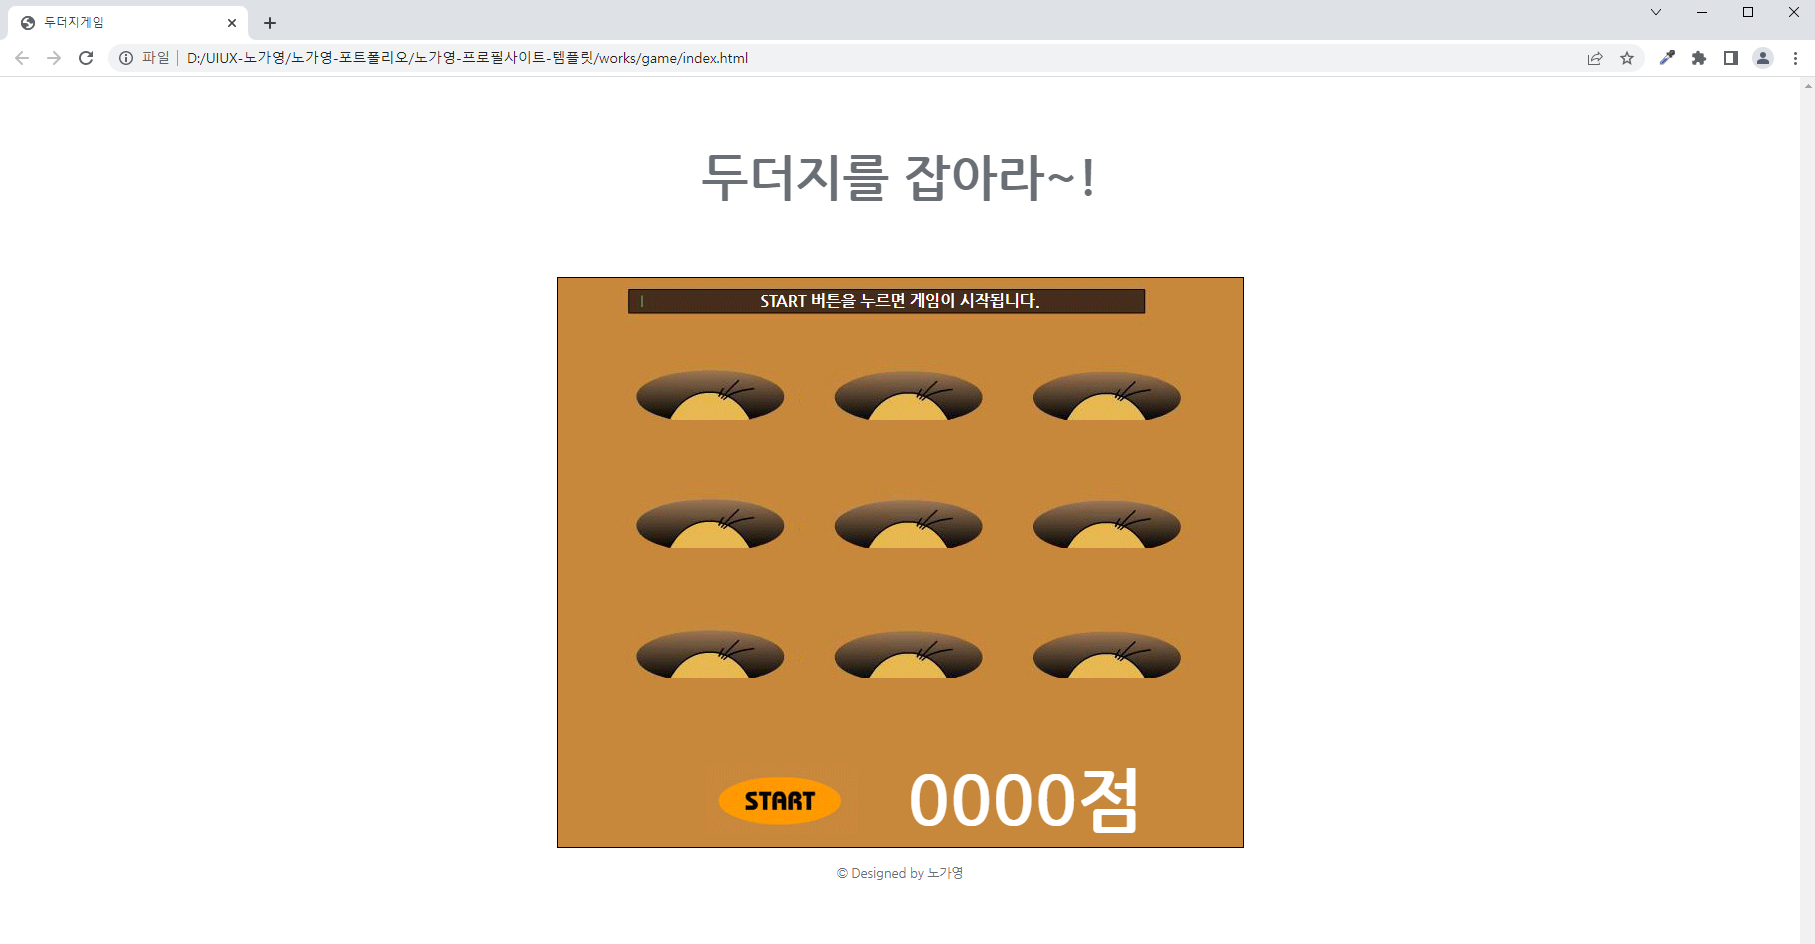 두더지게임
파일
D:/UIUX-노가영/노가영-포트폴리오/노가영-프로필사이트-템플릿/works/game/index.html
두더지를 잡아라~!
START 버튼을 누르면 게임이 시작됩니다.
START
0000점
© Designed by 노가영